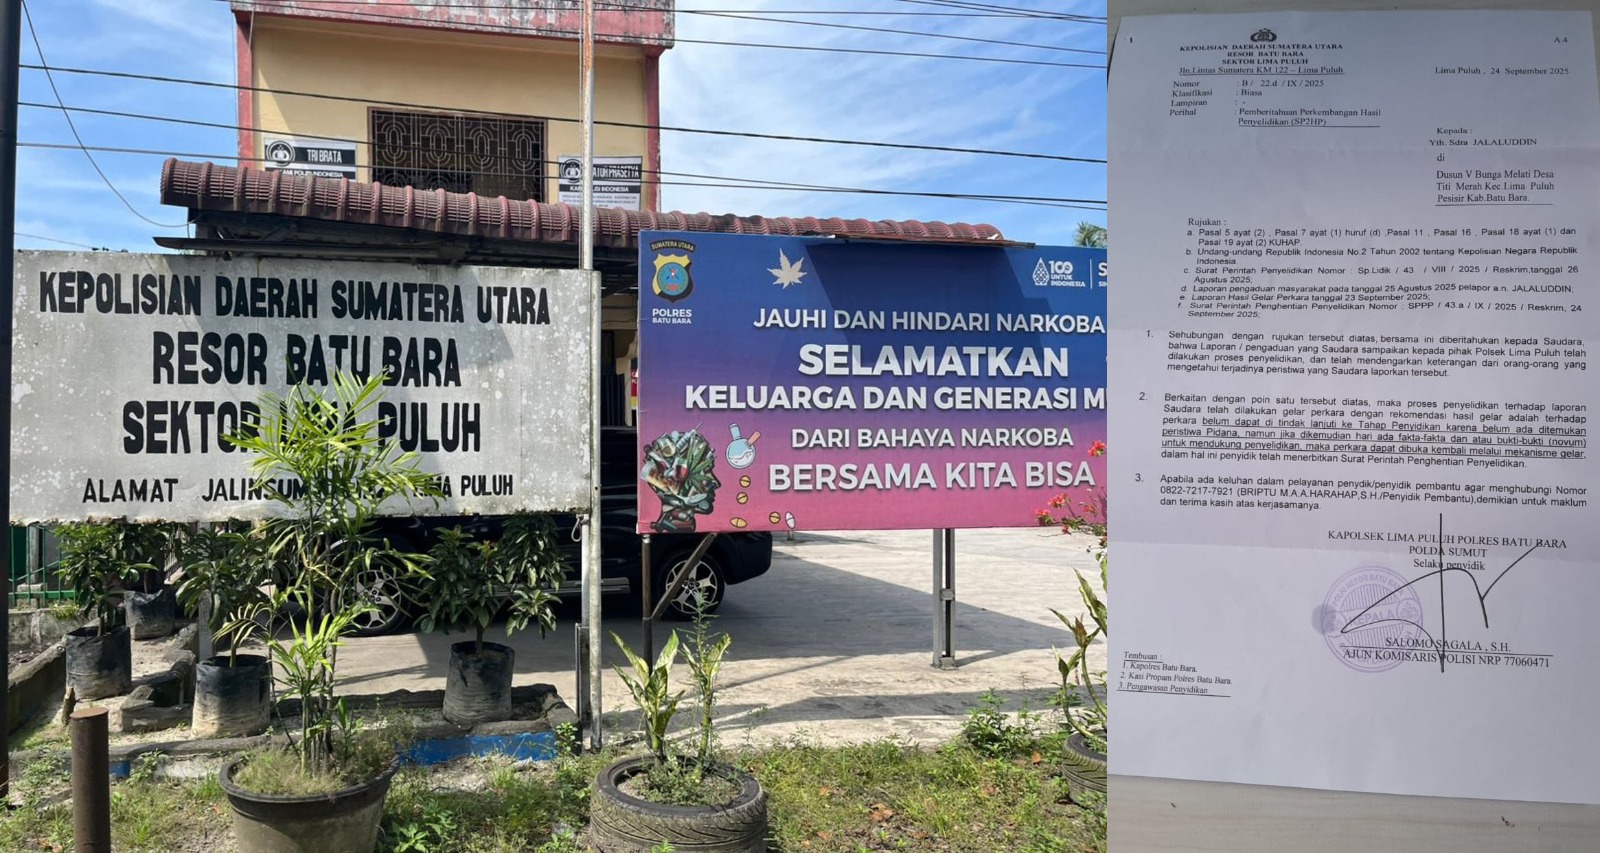 TRI BRATA
KEPOLISIAN DAERAH SUMATERA UTARA
RESOR BATU BARA
PULUH
ALAMAT JALINSUM PULUH
SUMATERA UTARA
POLRES
BATU BARA
100
UNTUK
INDONESIA
JAUHI DAN HINDARI NARKOBA
SELAMATKAN
KELUARGA DAN GENERASI M
DARI BAHAYA NARKOBA
BERSAMA KITA BISA
A.4
KEPOLISIAN DAERAH SUMATERA UTARA
RESOR BATU BARA
SEKTOR LIMA PULUH
Jln.Lintas Sumatera KM 122 – Lima Puluh
Lima Puluh , 24 September 2025
Nomor : B / 22.d / IX / 2025
Klasifikasi : Biasa
Lampiran : -
Perihal : Pemberitahuan Perkembangan Hasil
Penyelidikan (SP2HP)
Kepada :
Yth. Sdra JALALUDDIN
di
Dusun V Bunga Melati Desa
Titi Merah Kec.Lima Puluh
Pesisir Kab.Batu Bara.
Rujukan :
a. Pasal 5 ayat (2) , Pasal 7 ayat (1) huruf (d) ,Pasal 11 , Pasal 16 , Pasal 18 ayat (1) dan
Pasal 19 ayat (2) KUHAP
b. Undang-undang Republik Indonesia No.2 Tahun 2002 tentang Kepolisian Negara Republik
Indonesia.
c. Surat Perintah Penyelidikan Nomor : Sp.Lidik / 43 / VIII / 2025 / Reskrim,tanggal 26
Agustus 2025;
d. Laporan pengaduan masyarakat pada tanggal 25 Agustus 2025 pelapor a.n. JALALUDDIN;
e. Laporan Hasil Gelar Perkara tanggal 23 September 2025;
f. Surat Perintah Penghentian Penyelidikan Nomor : SPPP / 43.a / IX / 2025 / Reskrim, 24
September 2025;
1. Sehubungan dengan rujukan tersebut diatas, bersama ini diberitahukan kepada Saudara,
bahwa Laporan / pengaduan yang Saudara sampaikan kepada pihak Polsek Lima Puluh telah
dilakukan proses penyelidikan, dan telah mendengarkan keterangan dari orang-orang yang
mengetahui terjadinya peristiwa yang Saudara laporkan tersebut.
2. Berkaitan dengan poin satu tersebut diatas, maka proses penyelidikan terhadap laporan
Saudara telah dilakukan gelar perkara dengan rekomendasi hasil gelar adalah terhadap
perkara belum dapat di tindak lanjuti ke Tahap Penyidikan karena belum ada ditemukan
peristiwa Pidana, namun jika dikemudian hari ada fakta-fakta dan atau bukti-bukti (novum)
untuk mendukung penyelidikan, maka perkara dapat dibuka kembali melalui mekanisme gelar,
dalam hal ini penyidik telah menerbitkan Surat Perintah Penghentian Penyelidikan.
3. Apabila ada keluhan dalam pelayanan penydik/penyidik pembantu agar menghubungi Nomor
0822-7217-7921 (BRIPTU M.A.A.HARAHAP,S.H./Penyidik Pembantu),demikian untuk maklum
dan terima kasih atas kerjasamanya.
KAPOLSEK LIMA PULUH POLRES BATU BARA
POLDA SUMUT
Selaku penyidik
SALOMO SAGALA , S.H.
AJUN KOMISARIS POLISI NRP 77060471
Tembusan :
1. Kapolres Batu Bara.
2. Kasi Propam Polres Batu Bara.
3. Pengawasan Penyidikan